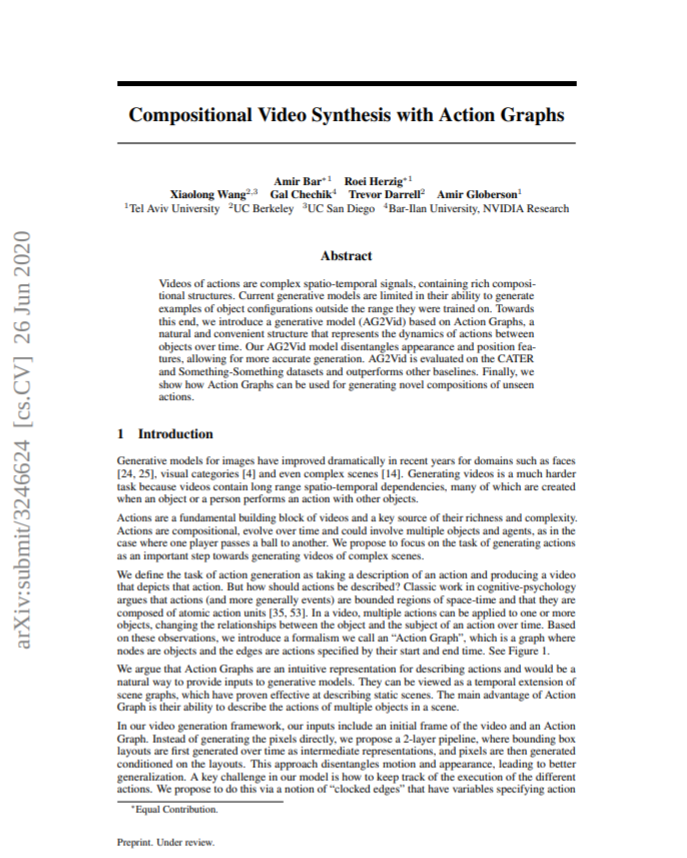 arXiv:submit/3246624 [cs.CV] 26 Jun 2020
Compositional Video Synthesis with Action Graphs
Amir Bar*1 Roei Herzig*1
Xiaolong Wang2,3 Gal Chechik4 Trevor Darrell2 Amir Globerson1
1Tel Aviv University 2UC Berkeley 3UC San Diego 4Bar-Ilan University, NVIDIA Research
Abstract
Videos of actions are complex spatio-temporal signals, containing rich composi-
tional structures. Current generative models are limited in their ability to generate
examples of object configurations outside the range they were trained on. Towards
this end, we introduce a generative model (AG2Vid) based on Action Graphs, a
natural and convenient structure that represents the dynamics of actions between
objects over time. Our AG2Vid model disentangles appearance and position fea-
tures, allowing for more accurate generation. AG2Vid is evaluated on the CATER
and Something-Something datasets and outperforms other baselines. Finally, we
show how Action Graphs can be used for generating novel compositions of unseen
actions.
1 Introduction
Generative models for images have improved dramatically in recent years for domains such as faces
[24, 25], visual categories [4] and even complex scenes [14]. Generating videos is a much harder
task because videos contain long range spatio-temporal dependencies, many of which are created
when an object or a person performs an action with other objects.
Actions are a fundamental building block of videos and a key source of their richness and complexity.
Actions are compositional, evolve over time and could involve multiple objects and agents, as in the
case where one player passes a ball to another. We propose to focus on the task of generating actions
as an important step towards generating videos of complex scenes.
We define the task of action generation as taking a description of an action and producing a video
that depicts that action. But how should actions be described? Classic work in cognitive-psychology
argues that actions (and more generally events) are bounded regions of space-time and that they are
composed of atomic action units [35, 53]. In a video, multiple actions can be applied to one or more
objects, changing the relationships between the object and the subject of an action over time. Based
on these observations, we introduce a formalism we call an "Action Graph", which is a graph where
nodes are objects and the edges are actions specified by their start and end time. See Figure 1.
We argue that Action Graphs are an intuitive representation for describing actions and would be a
natural way to provide inputs to generative models. They can be viewed as a temporal extension of
scene graphs, which have proven effective at describing static scenes. The main advantage of Action
Graph is their ability to describe the actions of multiple objects in a scene.
In our video generation framework, our inputs include an initial frame of the video and an Action
Graph. Instead of generating the pixels directly, we propose a 2-layer pipeline, where bounding box
layouts are first generated over time as intermediate representations, and pixels are then generated
conditioned on the layouts. This approach disentangles motion and appearance, leading to better
generalization. A key challenge in our model is how to keep track of the execution of the different
actions. We propose to do this via a notion of "clocked edges" that have variables specifying action
*Equal Contribution.
Preprint. Under review.